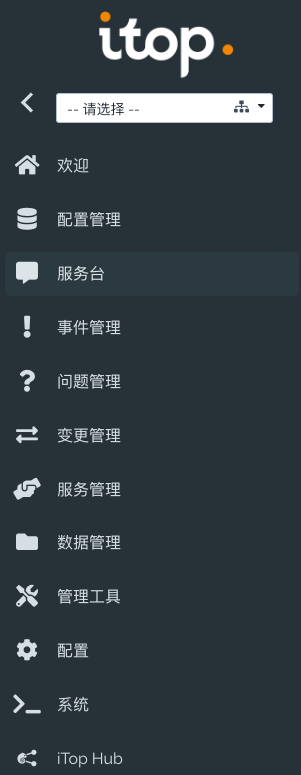 itop
-- 请选择 --
欢迎
配置管理
服务台
事件管理
问题管理
变更管理
服务管理
数据管理
管理工具
配置
系统
iTop Hub